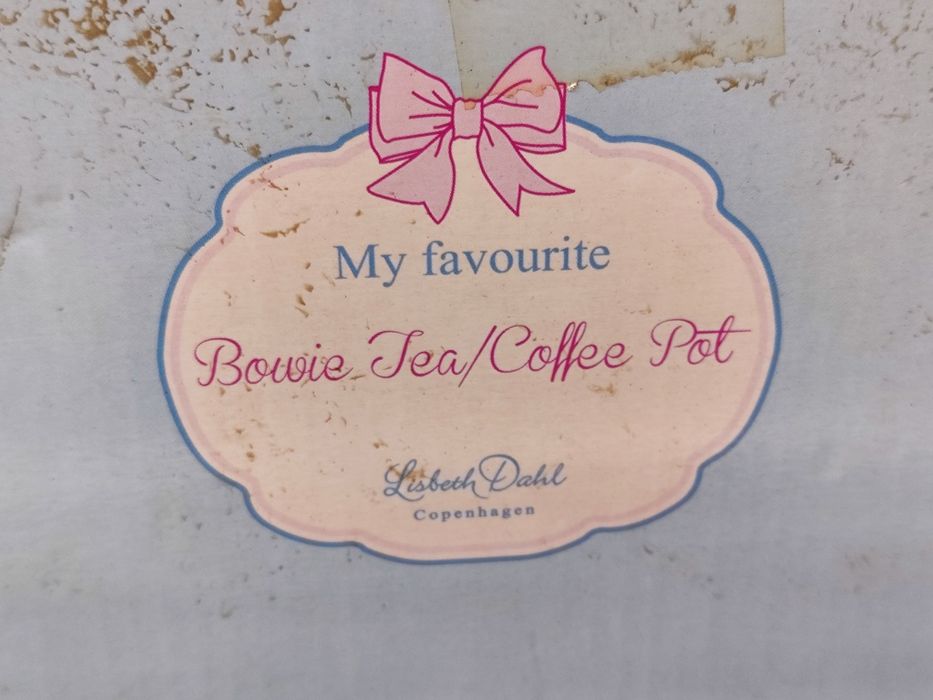 My favourite
Bowie Tea/Coffee Pot
Lisbeth Dahl
Copenhagen